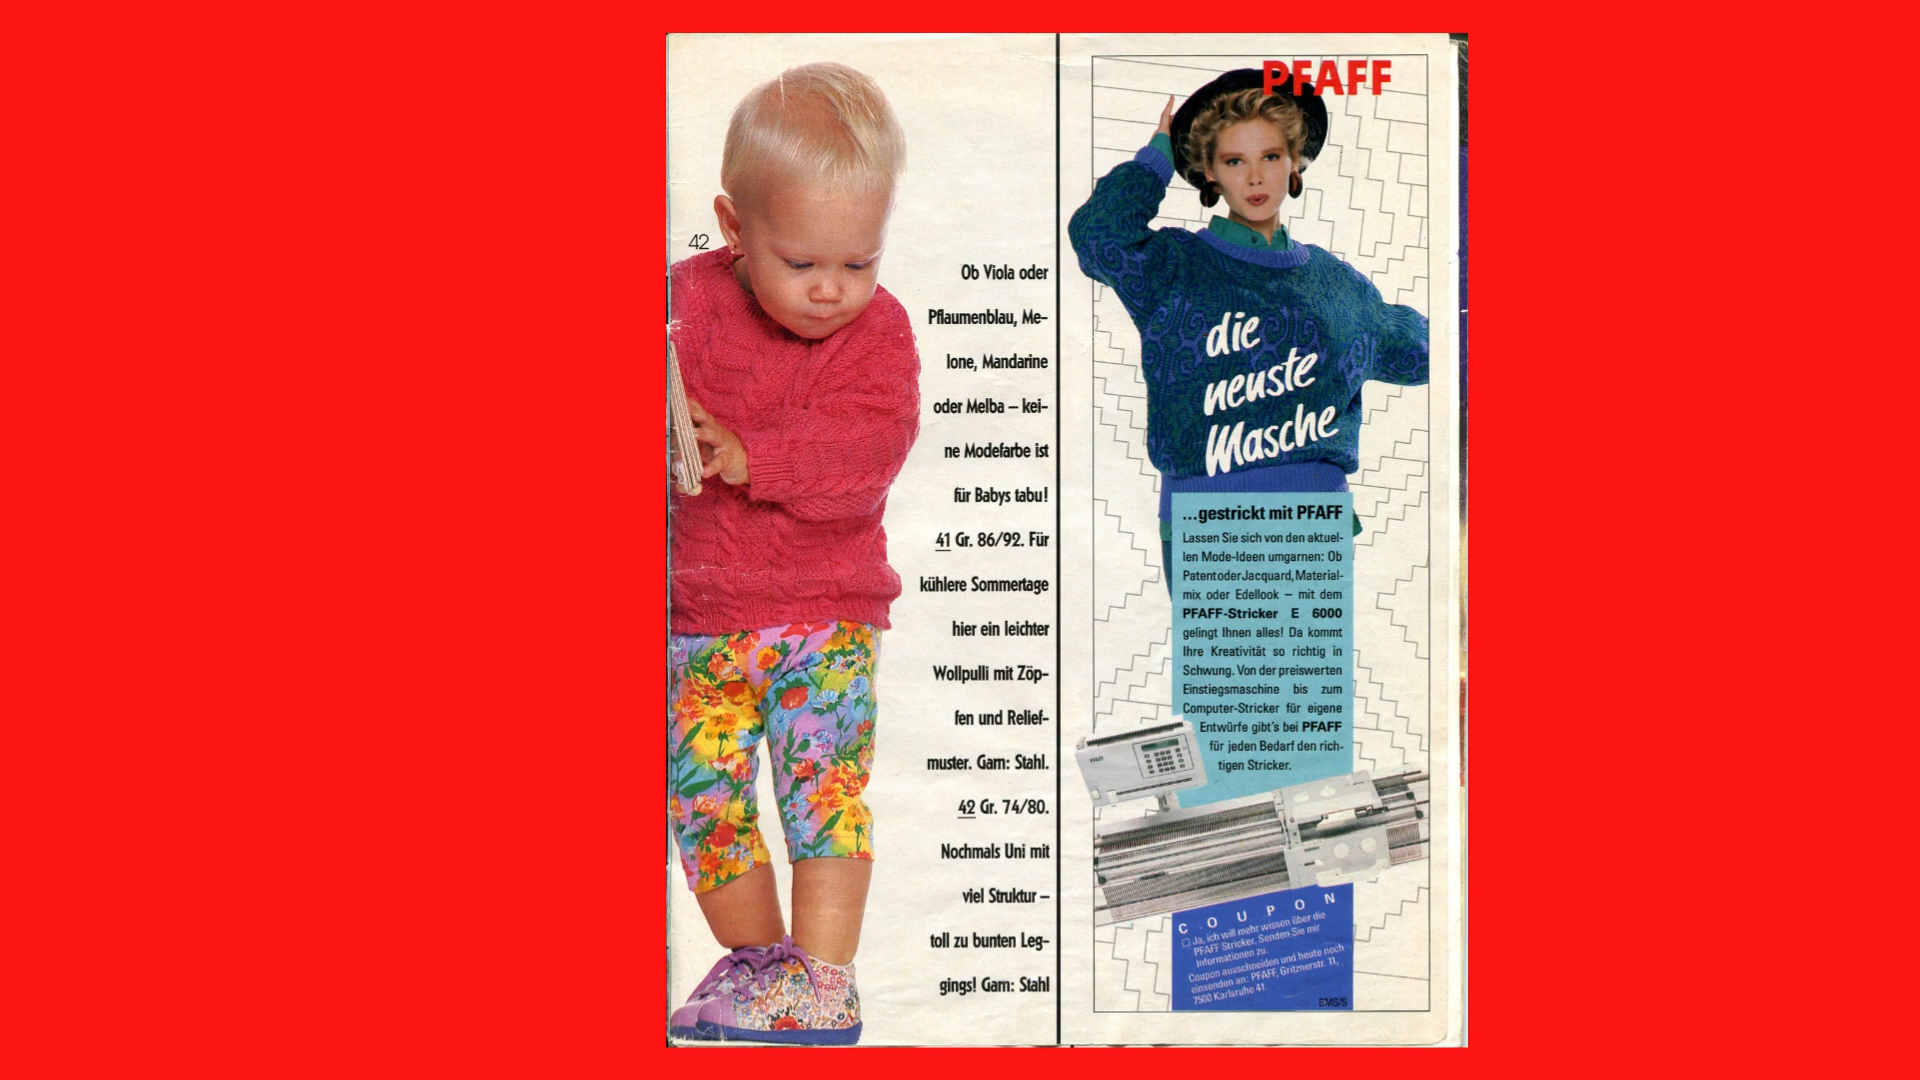 42
Ob Viola oder
Pflaumenblau, Me-
lone, Mandarine
oder Melba – kei-
ne Modefarbe ist
für Babys tabu!
41 Gr. 86/92. Für
kühlere Sommertage
hier ein leichter
Wollpulli mit Zöp-
fen und Relief-
muster. Garn: Stahl.
42 Gr. 74/80.
Nochmals Uni mit
viel Struktur –
toll zu bunten Leg-
gings! Garn: Stahl
PFAFF
die
neuste
Masche
...gestrickt mit PFAFF
Lassen Sie sich von den aktuel-
len Mode-Ideen umgarnen: Ob
Patent oder Jacquard, Material-
mix oder Edellook – mit dem
PFAFF-Stricker E 6000
gelingt Ihnen alles! Da kommt
Ihre Kreativität so richtig in
Schwung. Von der preiswerten
Einstiegsmaschine bis zum
Computer-Stricker für eigene
Entwürfe gibt's bei PFAFF
für jeden Bedarf den rich-
tigen Stricker.
COUPON
Ja, ich will mehr wissen über die
PFAFF Stricker. Senden Sie mir
Informationen zu.
Coupon ausschneiden und heute noch
einsenden an: PFAFF, Gritznerstr. 11,
7500 Karlsruhe 41.
EMS/S